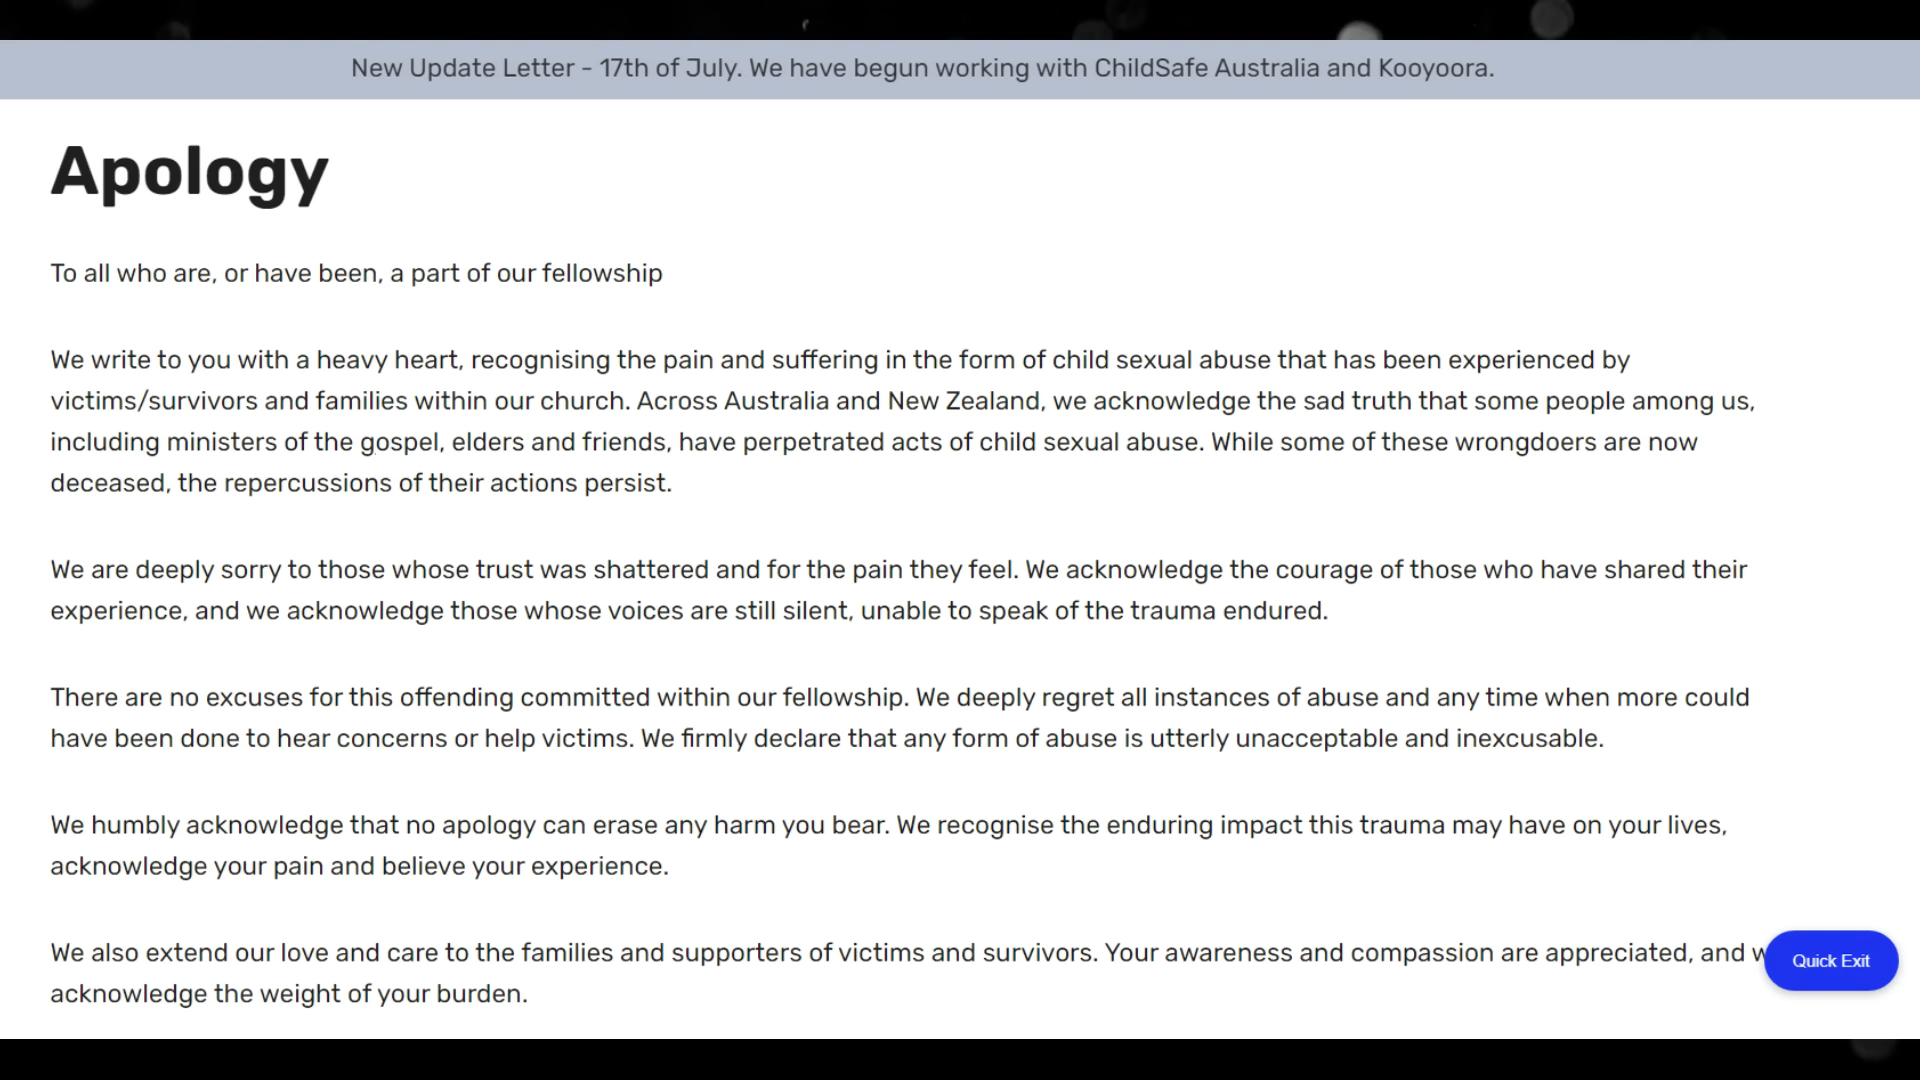 New Update Letter - 17th of July. We have begun working with ChildSafe Australia and Kooyoora.
Apology
To all who are, or have been, a part of our fellowship
We write to you with a heavy heart, recognising the pain and suffering in the form of child sexual abuse that has been experienced by
victims/survivors and families within our church. Across Australia and New Zealand, we acknowledge the sad truth that some people among us,
including ministers of the gospel, elders and friends, have perpetrated acts of child sexual abuse. While some of these wrongdoers are now
deceased, the repercussions of their actions persist.
We are deeply sorry to those whose trust was shattered and for the pain they feel. We acknowledge the courage of those who have shared their
experience, and we acknowledge those whose voices are still silent, unable to speak of the trauma endured.
There are no excuses for this offending committed within our fellowship. We deeply regret all instances of abuse and any time when more could
have been done to hear concerns or help victims. We firmly declare that any form of abuse is utterly unacceptable and inexcusable.
We humbly acknowledge that no apology can erase any harm you bear. We recognise the enduring impact this trauma may have on your lives,
acknowledge your pain and believe your experience.
We also extend our love and care to the families and supporters of victims and survivors. Your awareness and compassion are appreciated, and
acknowledge the weight of your burden.
Quick Exit